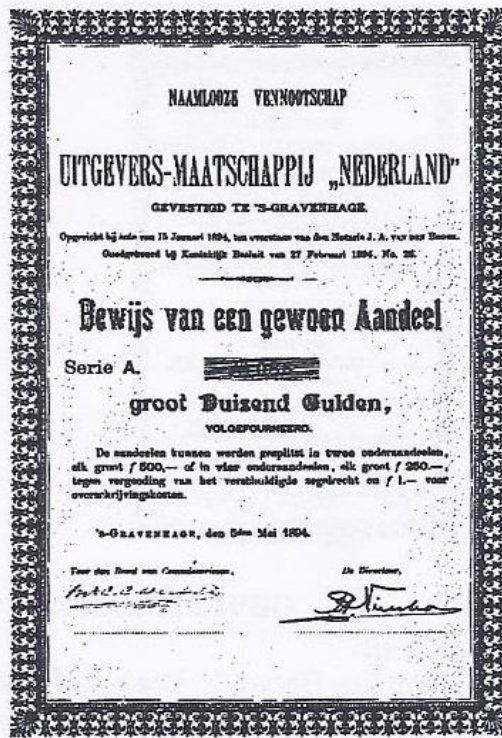 NAAMLOOZE VENNOOTSCHAP
UITGEVERS-MAATSCHAPPIJ „NEDERLAND"
GEVESTIGD TE 'S-GRAVENHAGE.
Opgericht bij acte van 15 Januari 1894, ten overstaan van den Notaris J. A. van den
Goedgekeurd bij Koninklijk Besluit van 27 Februari 1894, No. 26.
Bewijs van een gewoon Aandeel
Serie A.
groot Duizend Gulden,
VOLGEFOURNEERD.
De aandeelen kunnen werden gesplitst in twee onderaandeelen,
elk groot ƒ 500,— of in vier onderaandeelen, elk groot ƒ 250.—,
tegen vergoeding van het verschuldigde zegelrecht en ƒ 1.— voor
overschrijvingskosten.
'S-GRAVENHAGE, den 5den Mei 1894.
Voor den Raad van Commissarissen,
De Directeur,